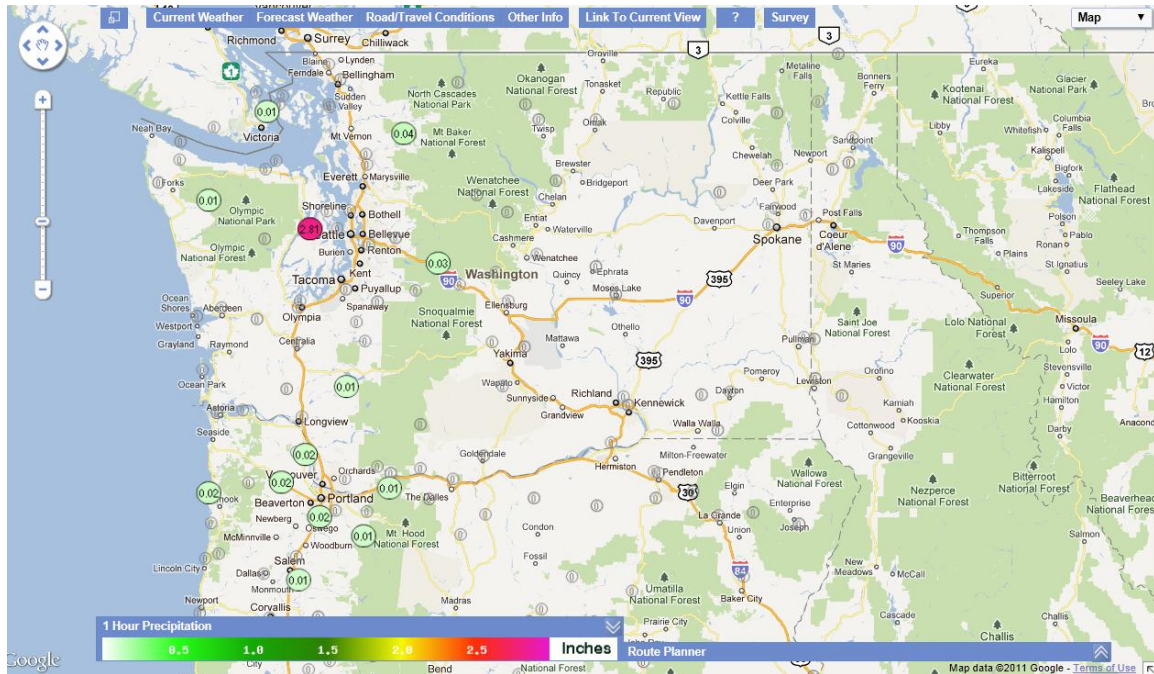 Current Weather Forecast Weather Road/Travel Conditions Other Info Link To Current View ? Survey Map
Richmond Surrey Chilliwack
3
3
1
Blaine Lynden
Ferndale Bellingham
Sudden Valley
North Cascades National Park
Okanogan National Forest
Oroville
Tonasket
Republic
Kettle Falls
Colville
Metaline Falls
Bonners Ferry
Kootenai National Forest
Eureka
Glacier National Park
0.01
Victoria
Neah Bay
Mt Vernon
0.04
Mt Baker National Forest
Twisp
Omak
Chewelah
Newport
Sandpoint
Libby
Whitefish
Columbia Falls
Kalispell
Bigfork
Lakeside
Flathead National Forest
Forks
0.01
Olympic National Park
Olympic National Forest
Everett Marysville
Shoreline
Bothell
2.81
Bellevue
Burien Renton
Kent
Tacoma
Puyallup
Spanaway
Wenatchee National Forest
Brewster
Bridgeport
Chelan
Entiat
Waterville
Cashmere
Wenatchee
0.03
90
Washington
Quincy
Ephrata
Moses Lake
Deer Park
Davenport
Fairwood
Spokane
Post Falls
Coeur d'Alene
90
St Maries
Thompson Falls
Plains
Polson
Pablo
Ronan
St Ignatius
Seeley Lake
Superior
395
90
Ocean Shores
Aberdeen
Westport
Grayland
Raymond
Olympia
Centralia
Snoqualmie National Forest
Ellensburg
Mattawa
Othello
Yakima
395
Saint Joe National Forest
Lolo National Forest
Missoula
90
12
Lolo
Ocean Park
Astoria
Seaside
0.01
Longview
Wapato
Sunnyside
Grandview
Richland
Kennewick
Pullman
Pomeroy
Dayton
Walla Walla
Lewiston
Orofino
Kamiah
Kooskia
Cottonwood
Grangeville
Clearwater National Forest
Stevensville
Victor
Hamilton
Darby
Anacond
0.02
Orchards
0.02
0.02
Portland
Beaverton
0.01
0.02
Oswego
Newberg
McMinnville
Woodburn
0.01
Mt. Hood National Forest
The Dalles
Goldendale
Hermiston
Milton-Freewater
Pendleton
30
Elgin
La Grande
Union
Enterprise
Joseph
Wallowa National Forest
Nezperce National Forest
Bitterroot National Forest
Beaverhead National Forest
Lincoln City
Salem
Dallas
Monmouth
0.01
Newport
Corvallis
Condon
Fossil
Madras
84
Baker City
Umatilla National Forest
Prairie City
New Meadows
McCall
Cascade
Salmon
Challis
Challis
1 Hour Precipitation
0.5 1.0 1.5 2.0 2.5 Inches
Route Planner
City
Bend
National Forest
Google
Map data ©2011 Google - Terms of Use